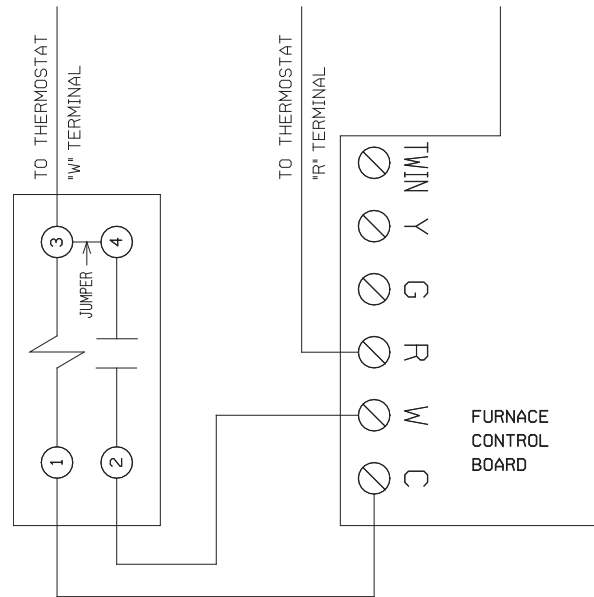 TO THERMOSTAT
"W" TERMINAL
TO THERMOSTAT
"R" TERMINAL
TWIN
Y
G
R
W
C
3
4
JUMPER
1
2
FURNACE
CONTROL
BOARD